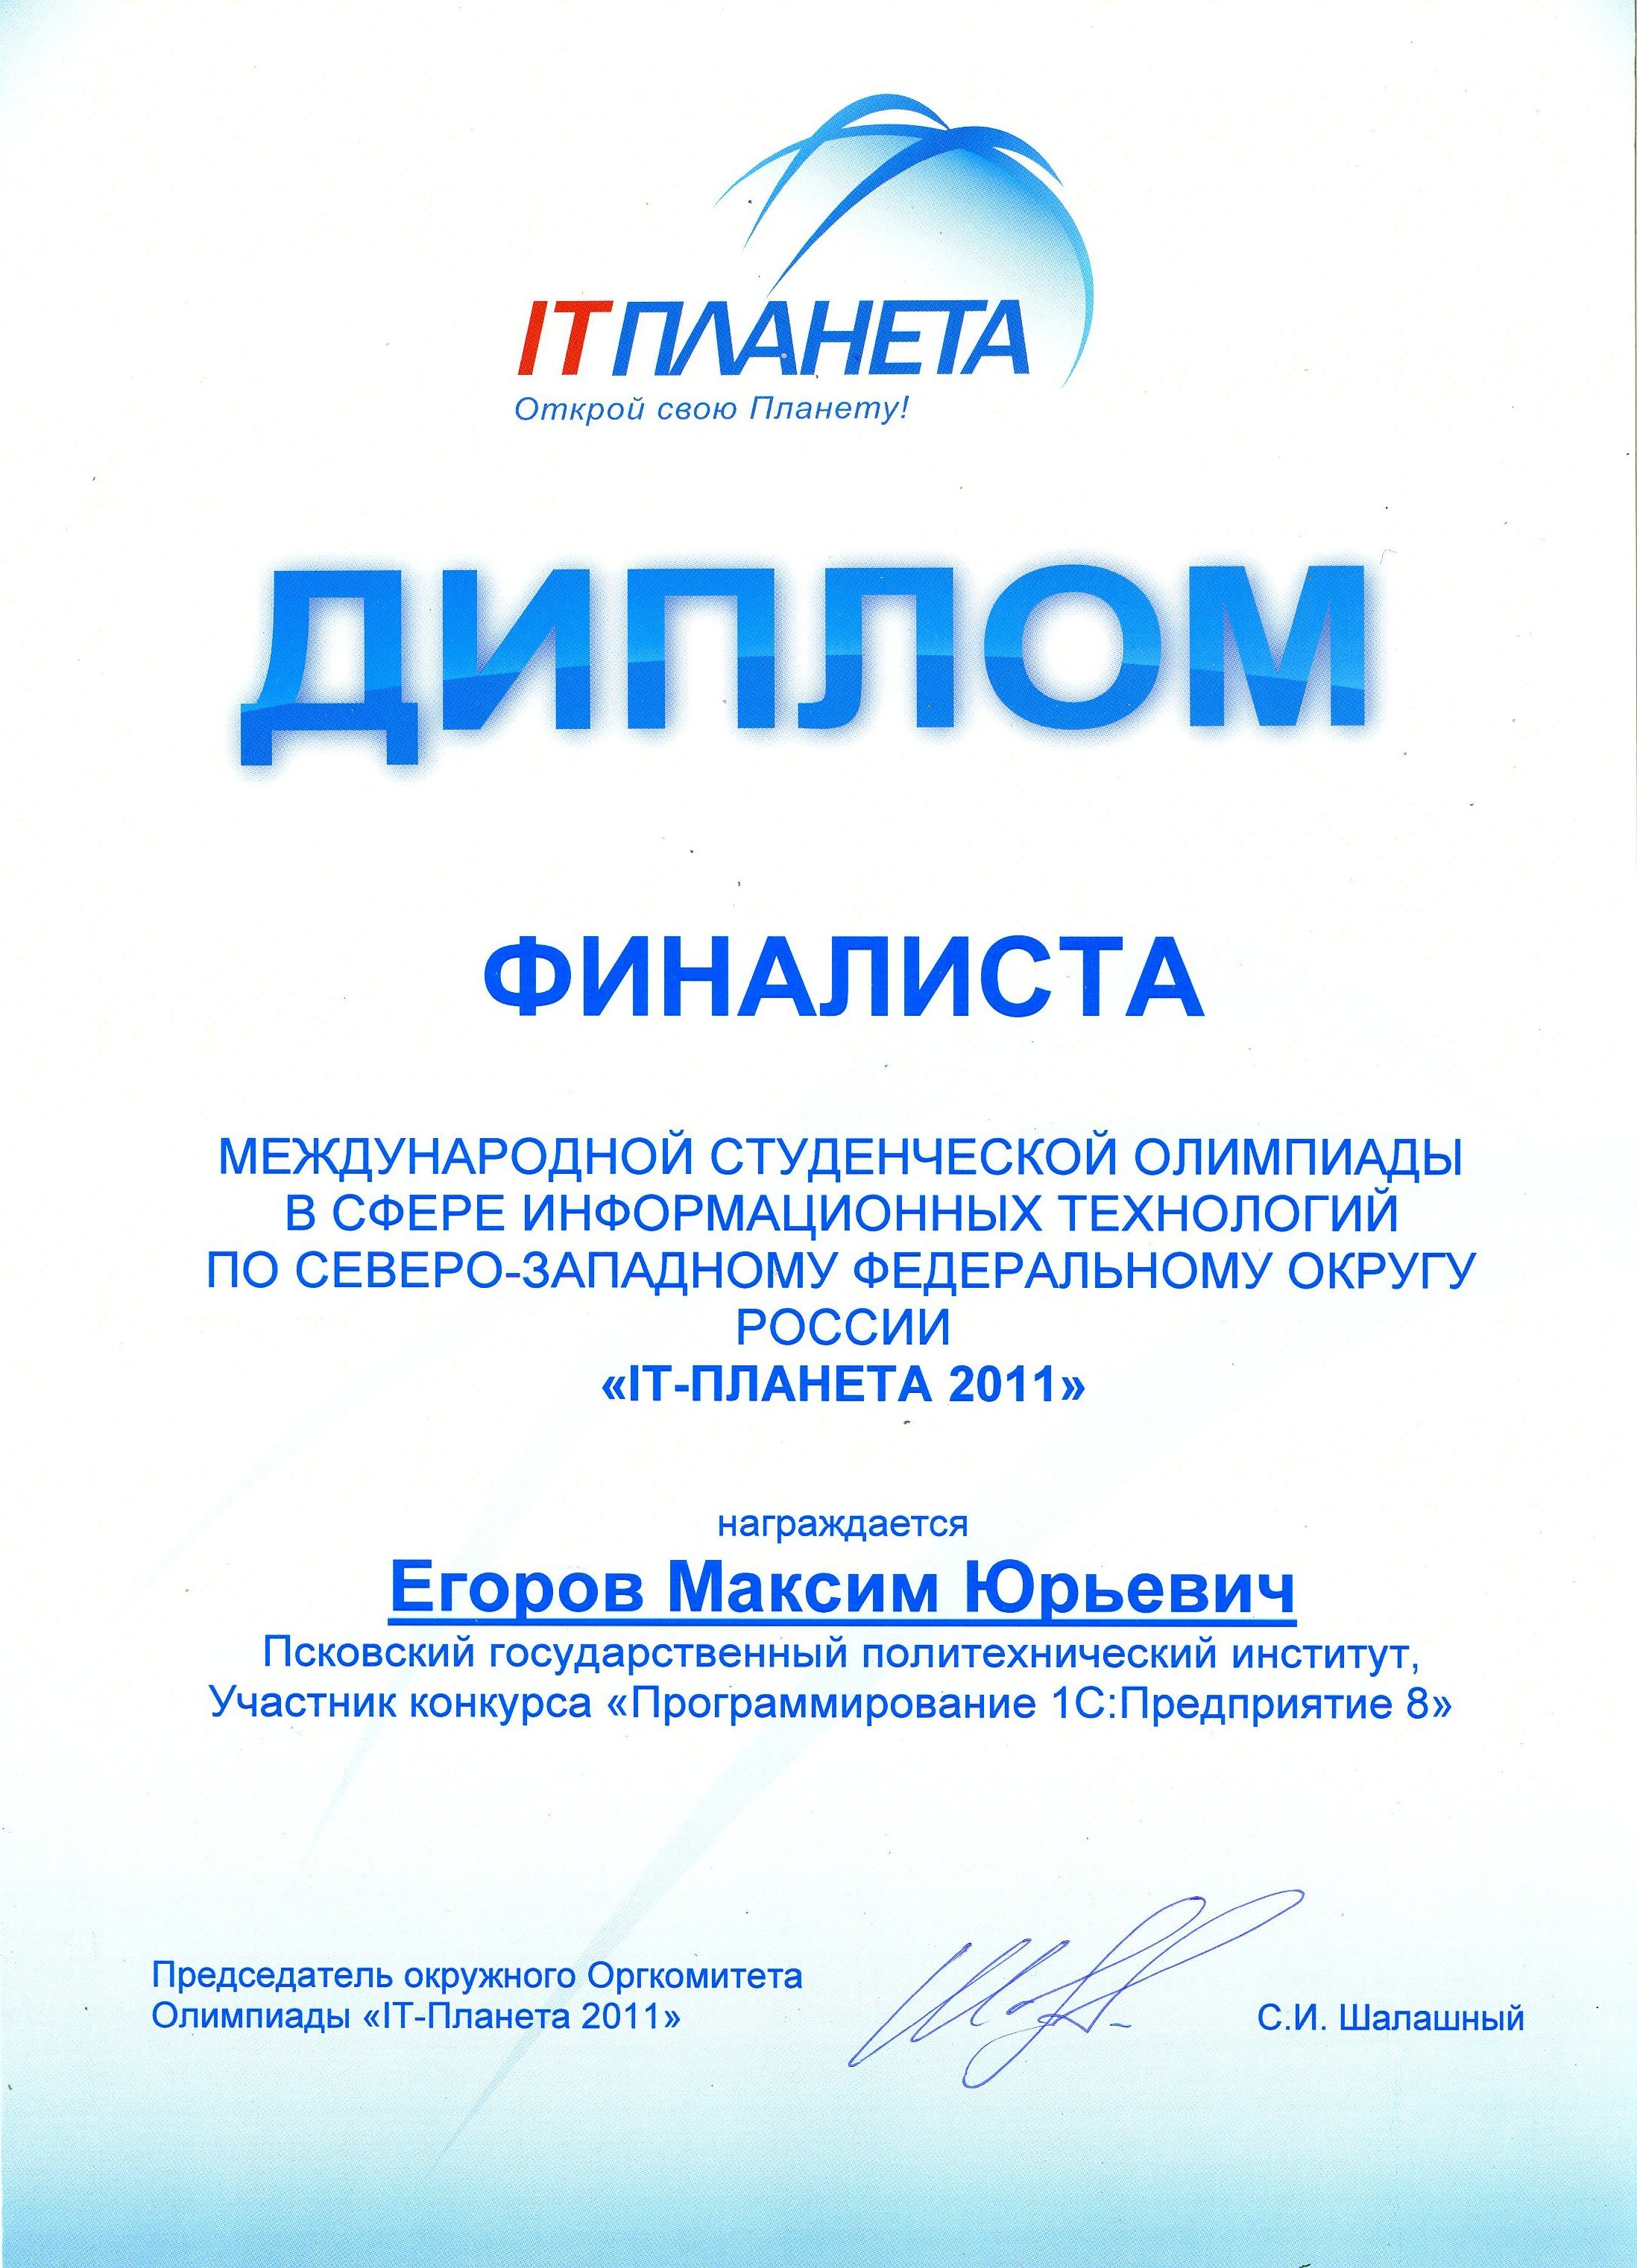 IT ПЛАНЕТА
Открой свою Планету!
ДИПЛОМ
ФИНАЛИСТА
МЕЖДУНАРОДНОЙ СТУДЕНЧЕСКОЙ ОЛИМПИАДЫ
В СФЕРЕ ИНФОРМАЦИОННЫХ ТЕХНОЛОГИЙ
ПО СЕВЕРО-ЗАПАДНОМУ ФЕДЕРАЛЬНОМУ ОКРУГУ
РОССИИ
«IT-ПЛАНЕТА 2011»
награждается
Егоров Максим Юрьевич
Псковский государственный политехнический институт,
Участник конкурса «Программирование 1С:Предприятие 8»
Председатель окружного Оргкомитета
Олимпиады «IT-Планета 2011»
С.И. Шалашный